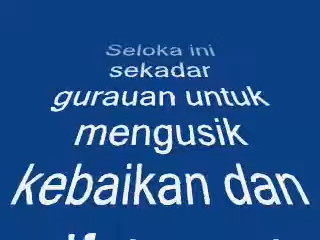 Seloka ini
sekadar
gurauan untuk
mengusik
kebaikan dan